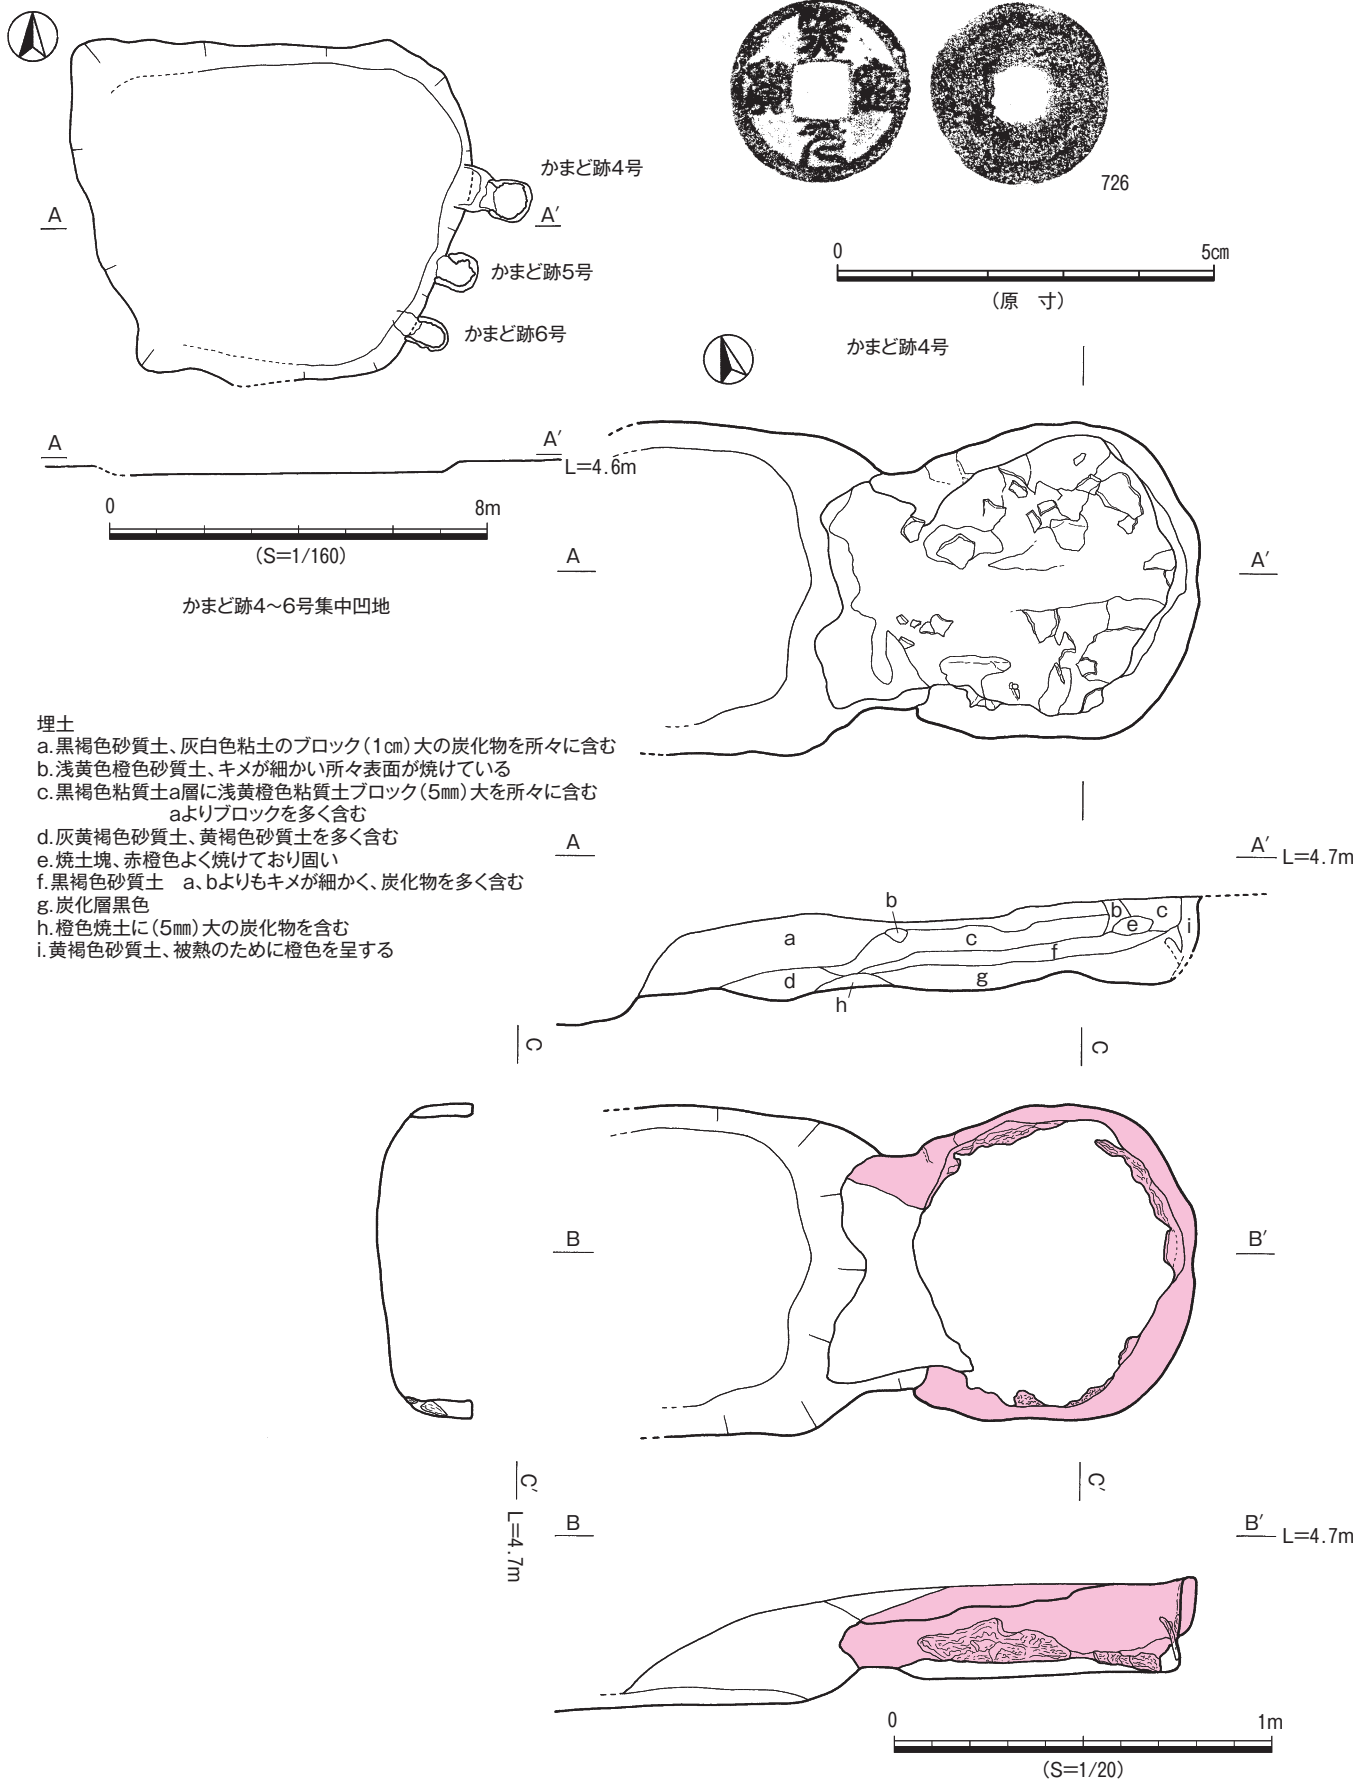 かまど跡4号
A
A′
かまど跡5号
かまど跡6号
A
A′
L=4.6m
0
8m
(S=1/160)
かまど跡4～6号集中凹地
726
0
5cm
(原　寸)
かまど跡4号
A
A′
埋土
a.黒褐色砂質土、灰白色粘土のブロック(1㎝)大の炭化物を所々に含む
b.浅黄色橙色砂質土、キメが細かい所々表面が焼けている
c.黒褐色粘質土a層に浅黄橙色粘質土ブロック(5㎜)大を所々に含む
aよりブロックを多く含む
d.灰黄褐色砂質土、黄褐色砂質土を多く含む
e.焼土塊、赤橙色よく焼けており固い
f.黒褐色砂質土　a、bよりもキメが細かく、炭化物を多く含む
g.炭化層黒色
h.橙色焼土に(5㎜)大の炭化物を含む
i.黄褐色砂質土、被熱のために橙色を呈する
A
A′
L=4.7m
b
b
c
a
e
i
c
f
d
g
h
C
C
B
B′
C′
C′
L=4.7m
B
B′
L=4.7m
0
1m
(S=1/20)